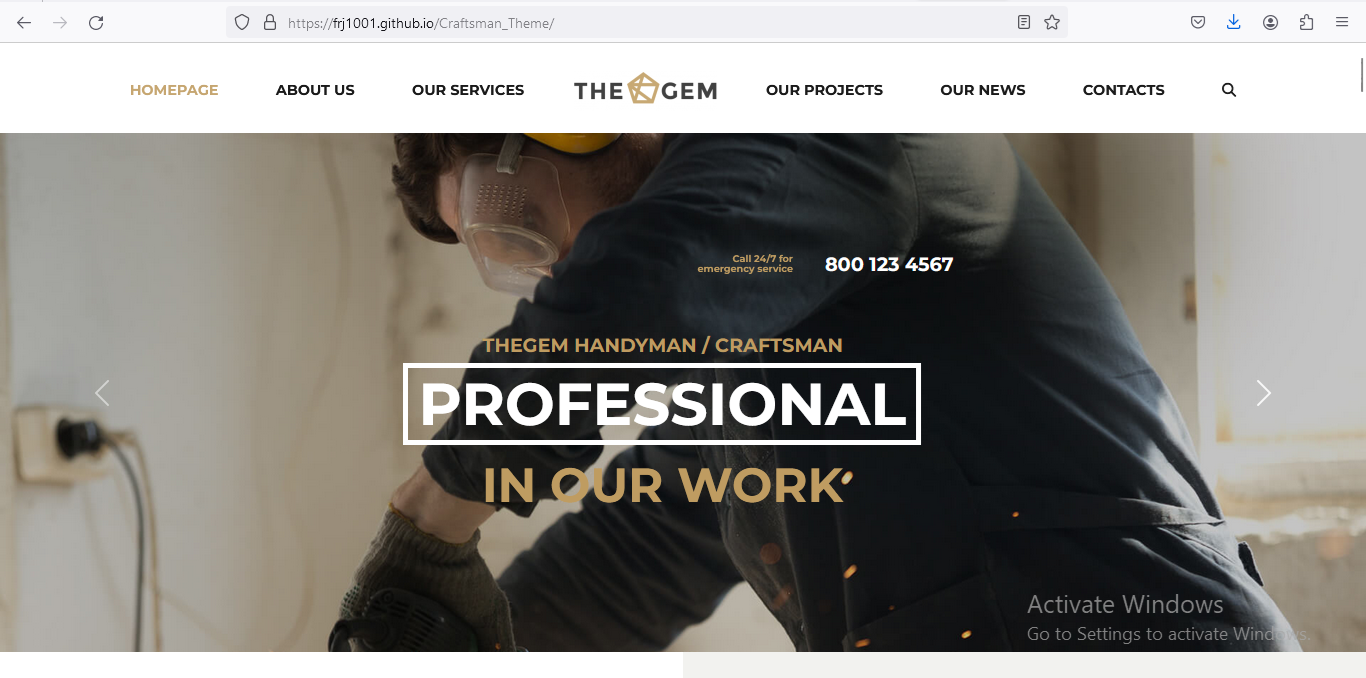 https://frj1001.github.io/Craftsman_Theme/
HOMEPAGE ABOUT US OUR SERVICES THE GEM OUR PROJECTS OUR NEWS CONTACTS
Call 24/7 for
emergency service
800 123 4567
THEGEM HANDYMAN / CRAFTSMAN
PROFESSIONAL
IN OUR WORK
Activate Windows
Go to Settings to activate Windows.